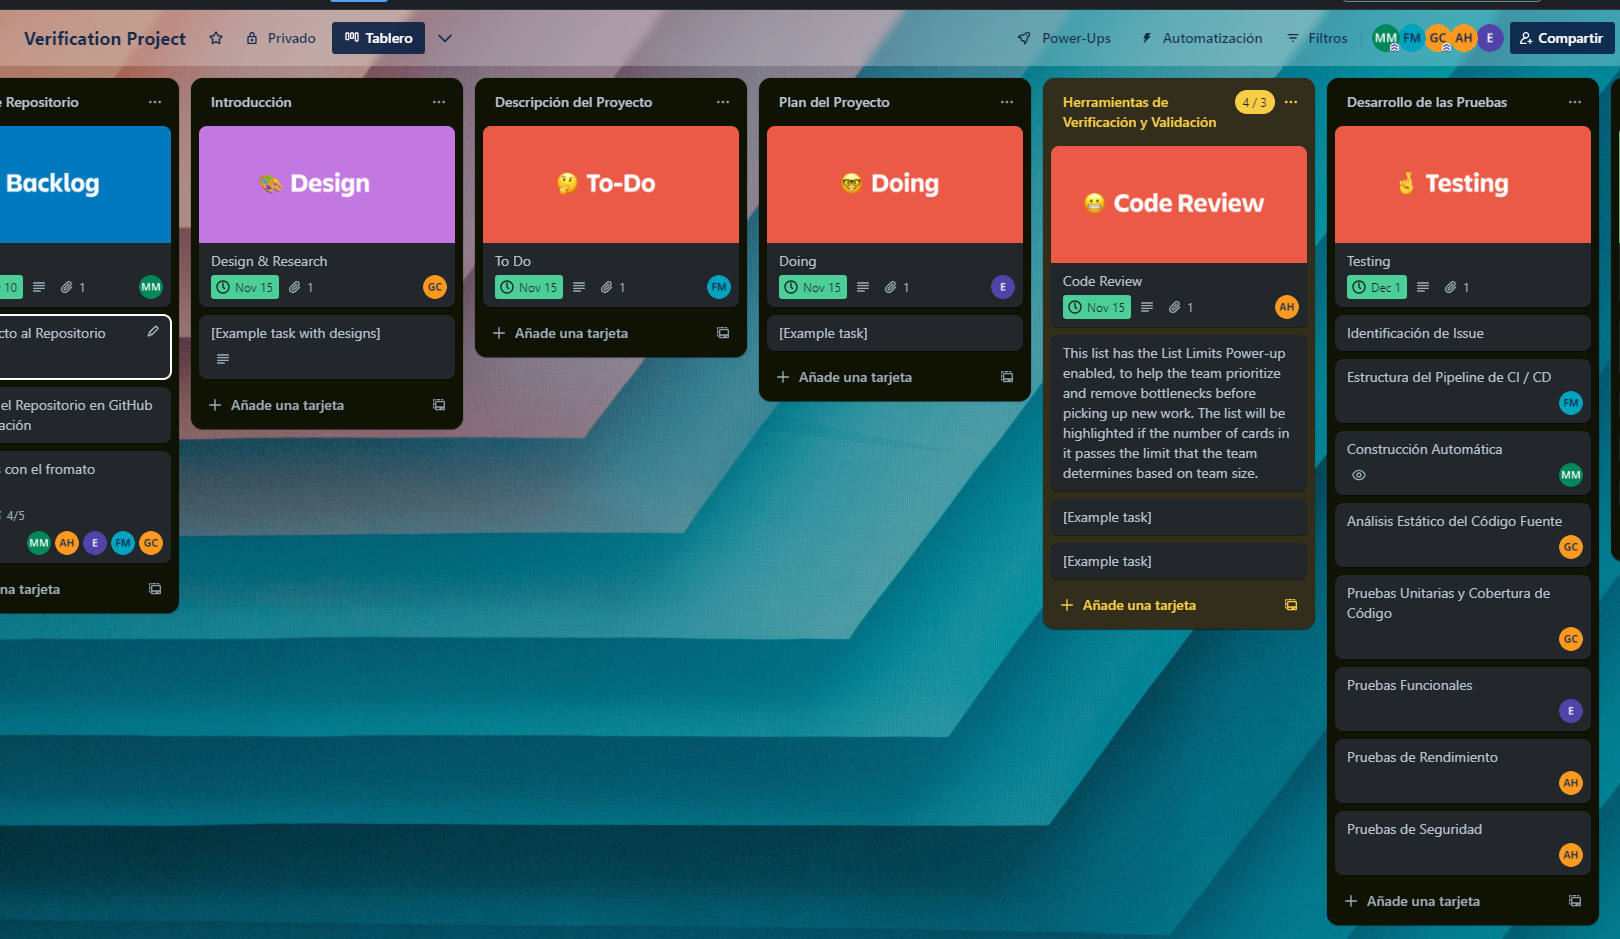 Verification Project
Privado
Tablero
Power-Ups
Automatización
Filtros
MM
FM
GC
AH
E
Compartir
Repositorio
Backlog
10
1
MM
cto al Repositorio
el Repositorio en GitHub
ación
con el fromato
4/5
MM
AH
E
FM
GC
na tarjeta
Introducción
Design
Design & Research
Nov 15
1
GC
[Example task with designs]
Añade una tarjeta
Descripción del Proyecto
To-Do
To Do
Nov 15
1
FM
Añade una tarjeta
Plan del Proyecto
Doing
Doing
Nov 15
1
E
[Example task]
Añade una tarjeta
Herramientas de
Verificación y Validación
4 / 3
Code Review
Code Review
Nov 15
1
AH
This list has the List Limits Power-up
enabled, to help the team prioritize
and remove bottlenecks before
picking up new work. The list will be
highlighted if the number of cards in
it passes the limit that the team
determines based on team size.
[Example task]
[Example task]
Añade una tarjeta
Desarrollo de las Pruebas
Testing
Testing
Dec 1
1
Identificación de Issue
Estructura del Pipeline de CI / CD
FM
Construcción Automática
MM
Análisis Estático del Código Fuente
GC
Pruebas Unitarias y Cobertura de
Código
GC
Pruebas Funcionales
E
Pruebas de Rendimiento
AH
Pruebas de Seguridad
AH
Añade una tarjeta